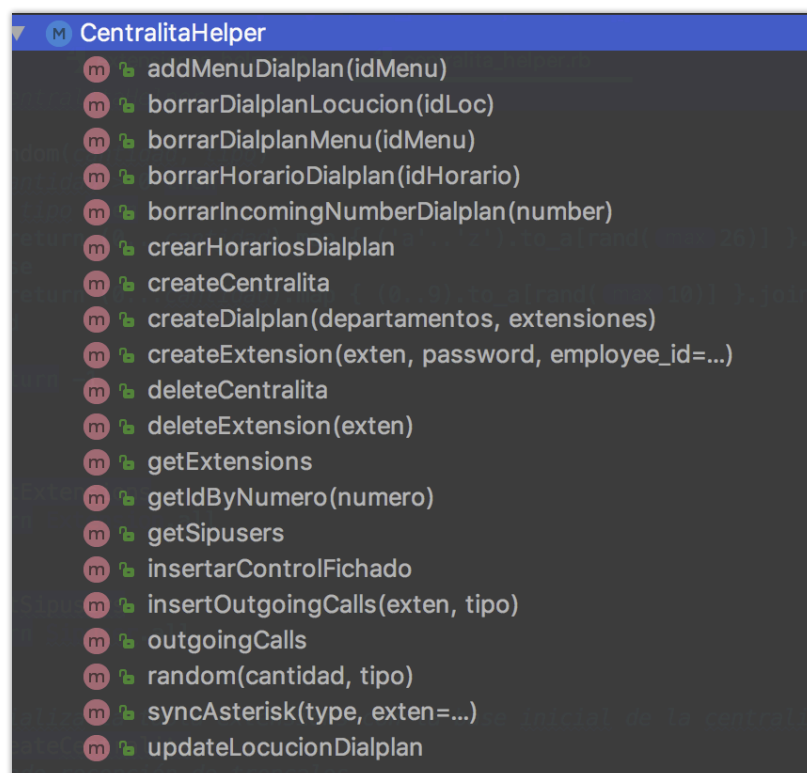 M CentralitaHelper
m addMenuDialplan(idMenu)
m borrarDialplanLocucion(idLoc)
m borrarDialplanMenu(idMenu)
m borrarHorarioDialplan(idHorario)
m borrarIncomingNumberDialplan(number)
m crearHorariosDialplan
m createCentralita
m createDialplan(departamentos, extensiones)
m createExtension(exten, password, employee_id=...)
m deleteCentralita
m deleteExtension(exten)
m getExtensions
m getIdByNumero(numero)
m getSipusers
m insertarControlFichado
m insertOutgoingCalls(exten, tipo)
m outgoingCalls
m random(cantidad, tipo)
m syncAsterisk(type, exten=...)
m updateLocucionDialplan